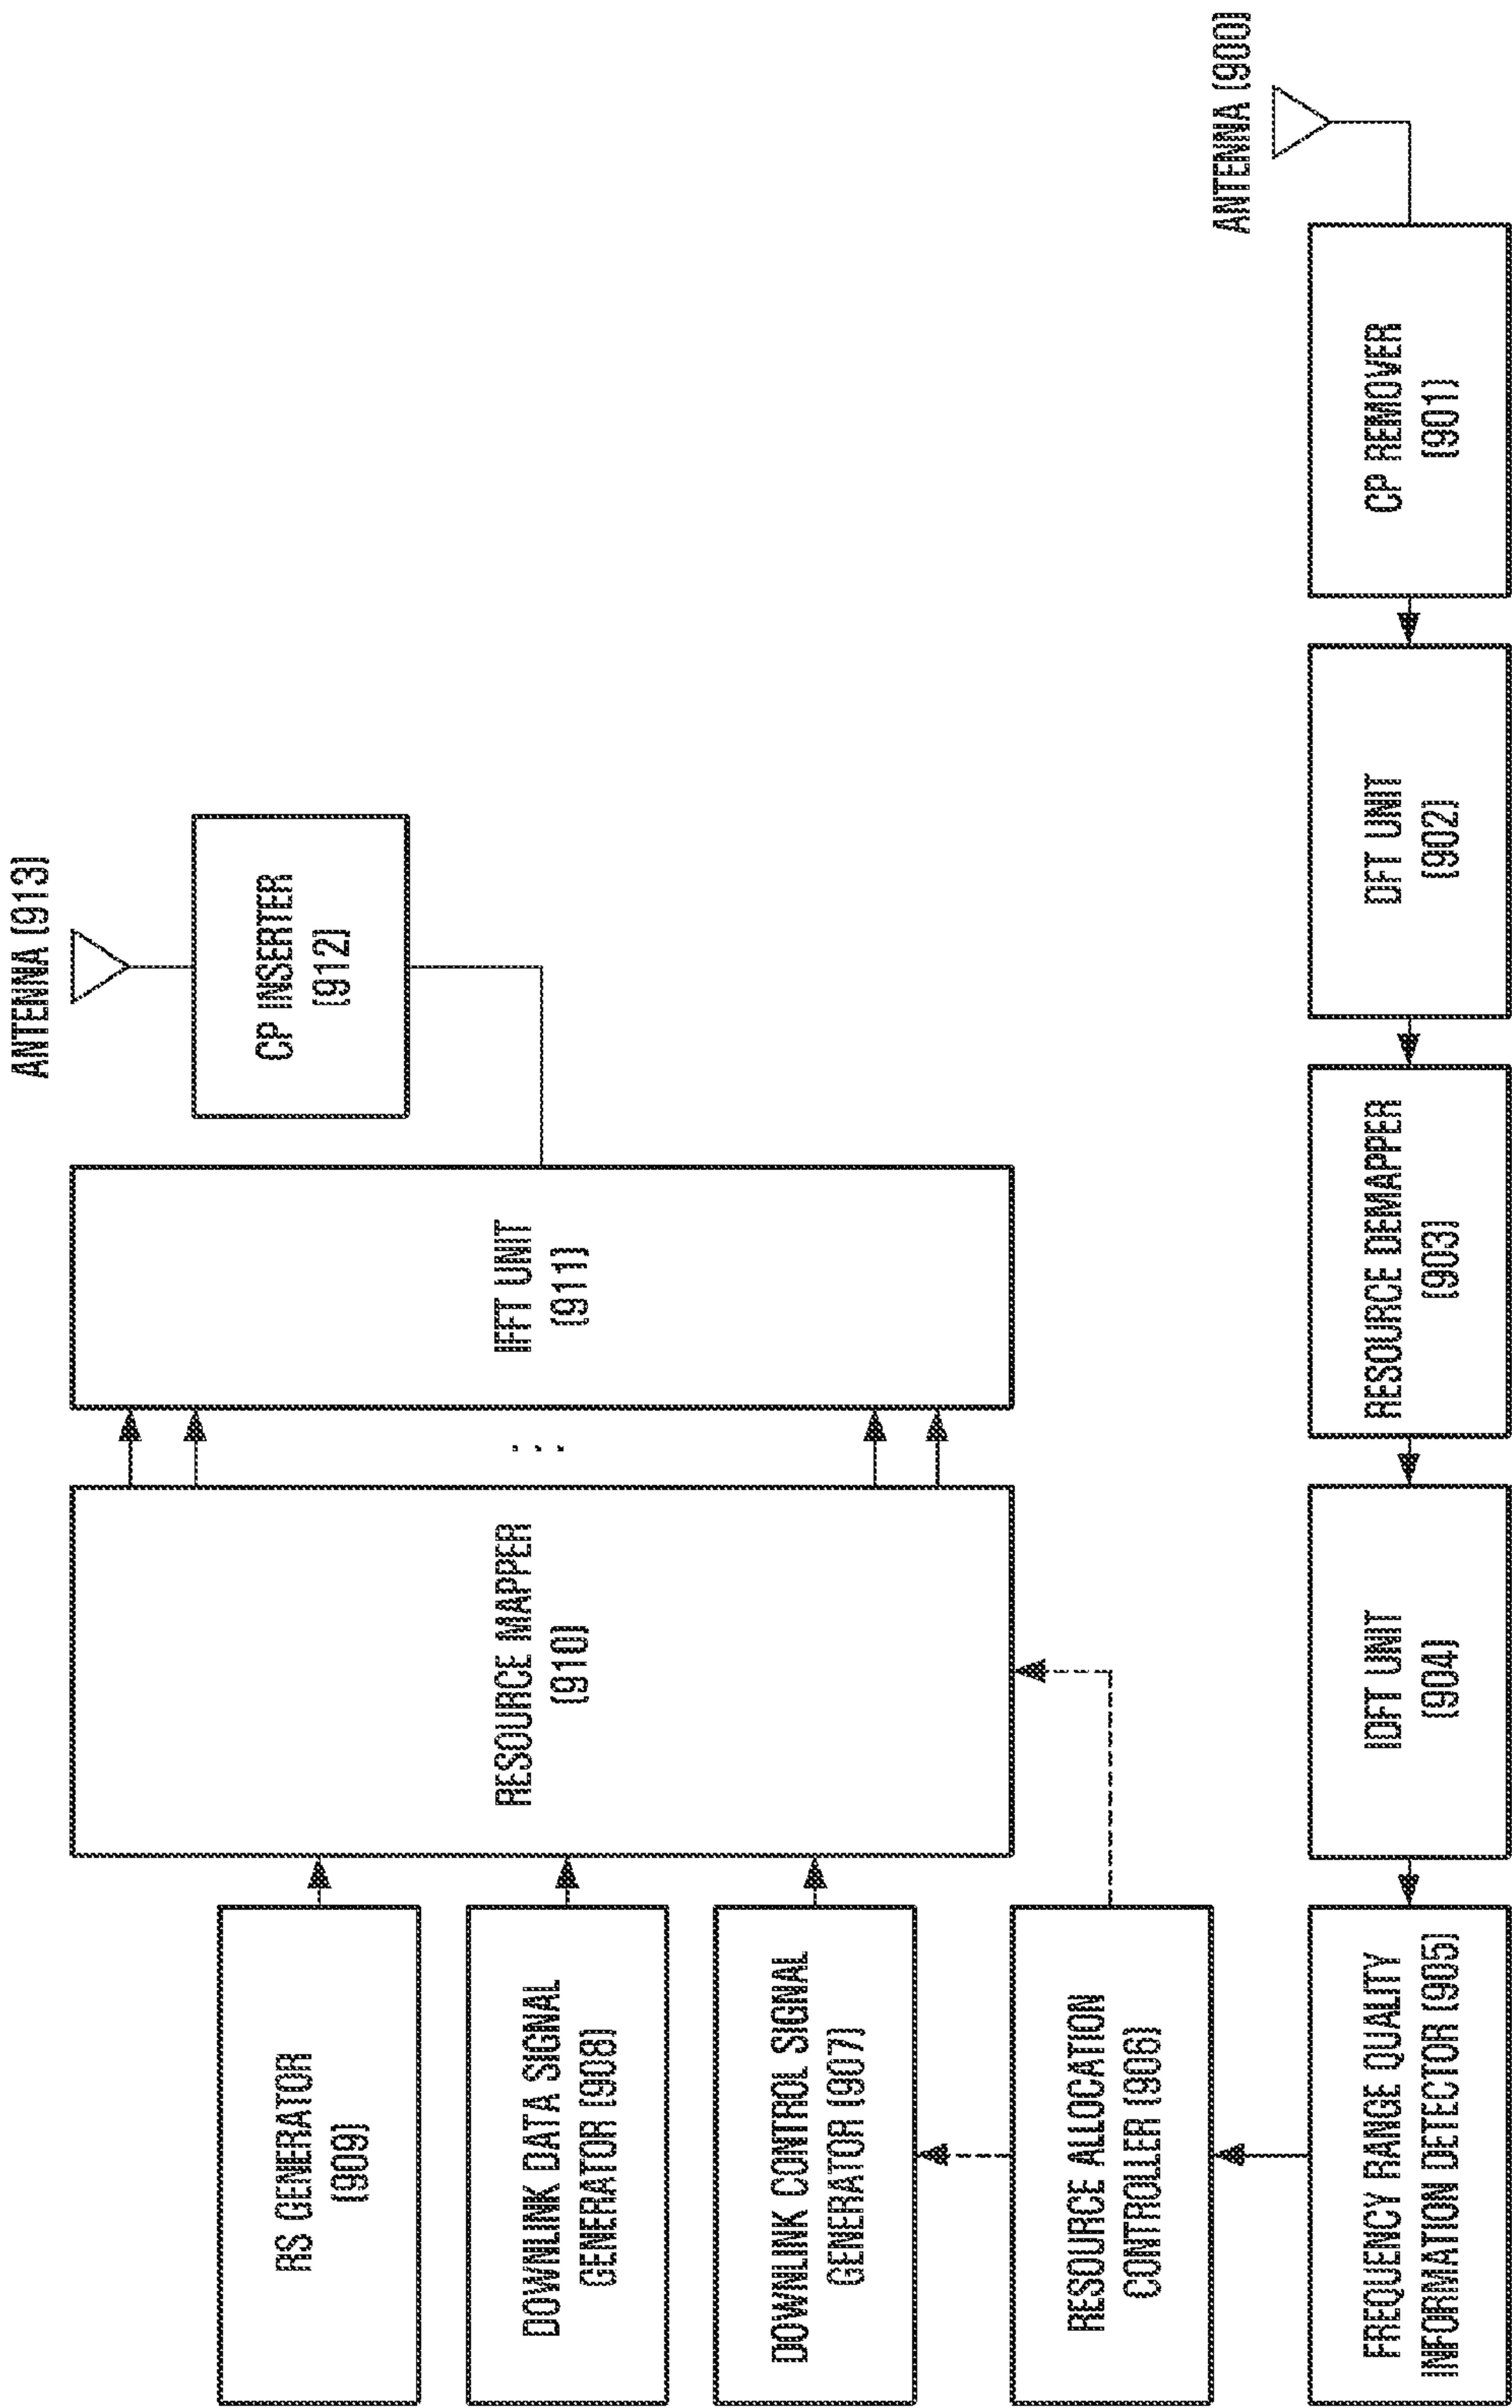 ANTENNA (913)
CP INSERTER
(912)
RS GENERATOR
(909)
DOWNLINK DATA SIGNAL
GENERATOR (908)
DOWNLINK CONTROL SIGNAL
GENERATOR (907)
RESOURCE MAPPER
(910)
IFFT UNIT
(911)
RESOURCE ALLOCATION
CONTROLLER (906)
ANTENNA (900)
FREQUENCY RANGE QUALITY
INFORMATION DETECTOR (905)
IDFT UNIT
(904)
RESOURCE DEMAPPER
(903)
DFT UNIT
(902)
CP REMOVER
(901)